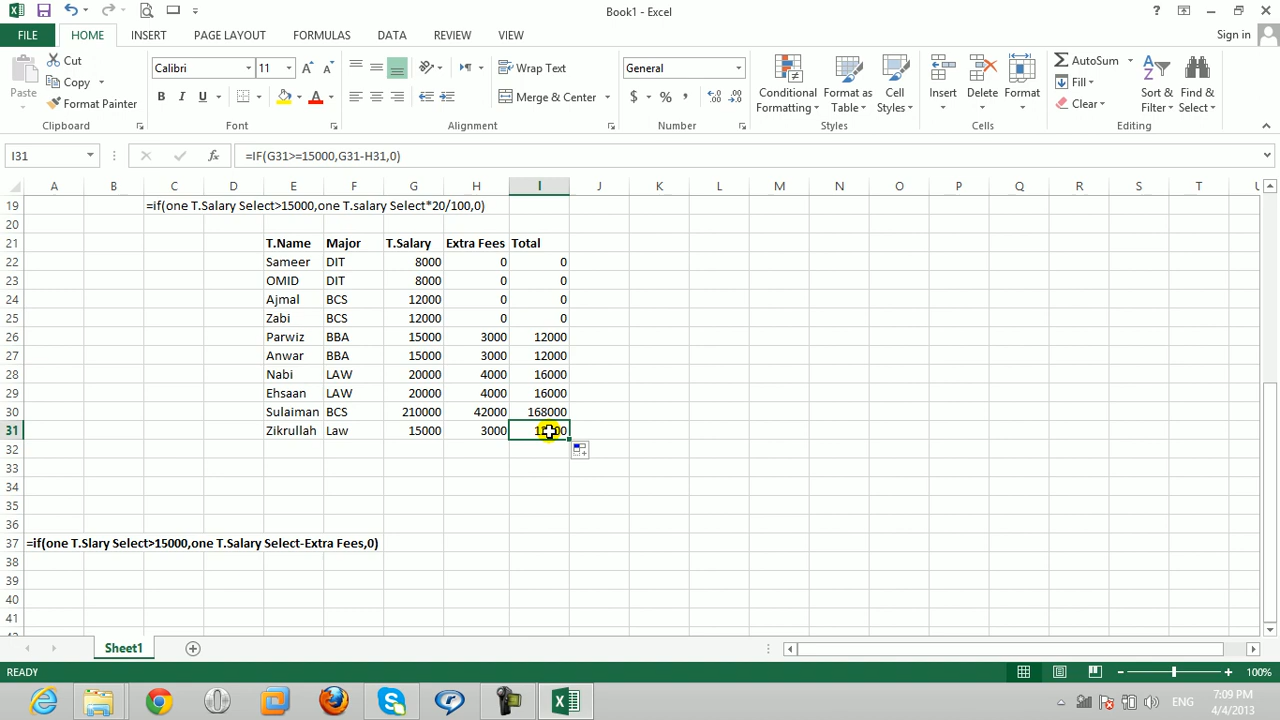 Book1 - Excel
Sign in
FILE HOME INSERT PAGE LAYOUT FORMULAS DATA REVIEW VIEW
Paste Cut Copy Format Painter Clipboard
Calibri 11 B I U A A A Font
Wrap Text Merge & Center Alignment
General $ % , Number
Conditional Formatting Format as Table Cell Styles Styles
Insert Delete Format Cells
AutoSum Fill Clear Sort & Filter Find & Select Editing
I31 fx =IF(G31>=15000,G31-H31,0)
A B C D E F G H I J K L M N O P Q R S T U
19 =if(one T.Salary Select>15000,one T.salary Select*20/100,0)
20
21 T.Name Major T.Salary Extra Fees Total
22 Sameer DIT 8000 0 0
23 OMID DIT 8000 0 0
24 Ajmal BCS 12000 0 0
25 Zabi BCS 12000 0 0
26 Parwiz BBA 15000 3000 12000
27 Anwar BBA 15000 3000 12000
28 Nabi LAW 20000 4000 16000
29 Ehsaan LAW 20000 4000 16000
30 Sulaiman BCS 210000 42000 168000
31 Zikrullah Law 15000 3000
32
33
34
35
36
37 =if(one T.Slary Select>15000,one T.Salary Select-Extra Fees,0)
38
39
40
41
Sheet1
READY 100%
ENG 7:09 PM
4/4/2013